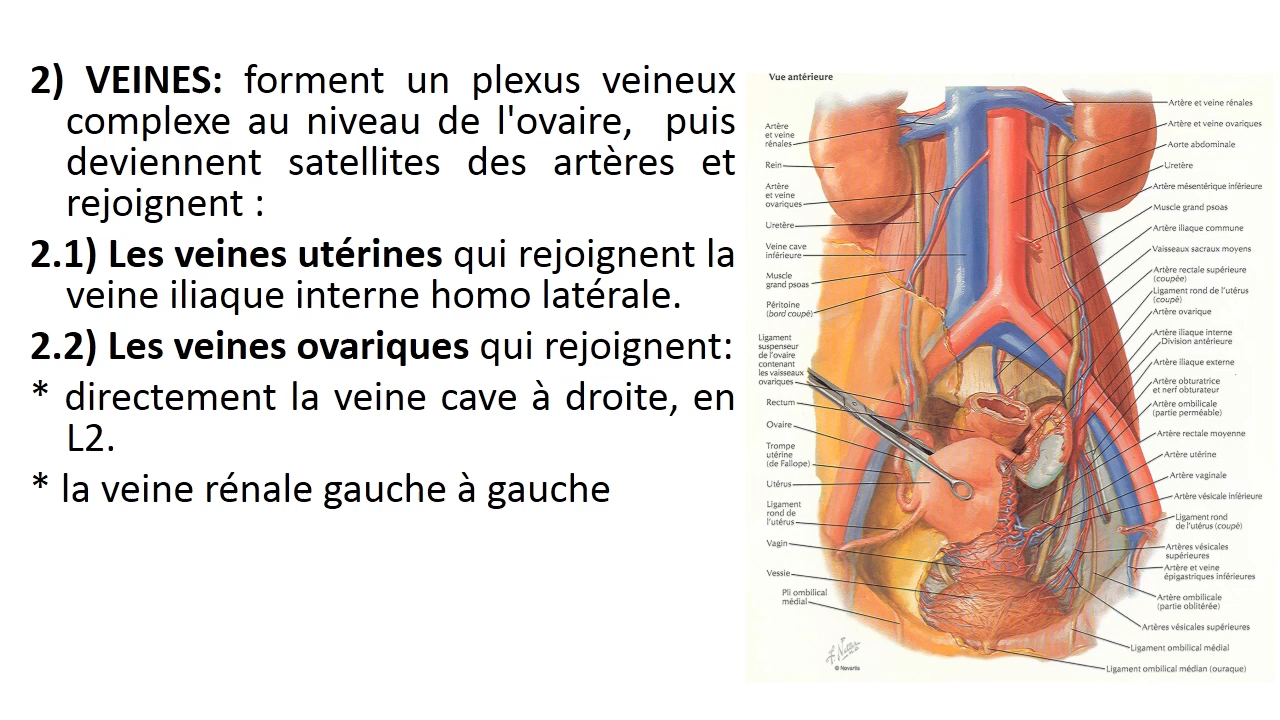 2) VEINES: forment un plexus veineux
complexe au niveau de l'ovaire, puis
deviennent satellites des artères et
rejoignent :
2.1) Les veines utérines qui rejoignent la
veine iliaque interne homo latérale.
2.2) Les veines ovariques qui rejoignent:
* directement la veine cave à droite, en
L2.
* la veine rénale gauche à gauche
Vue antérieure
Artère
et veine
rénales
Rein
Artère
et veine
ovariques
Uretère
Veine cave
inférieure
Muscle
grand psoas
Péritoine
(bord coupé)
Ligament
suspenseur
de l'ovaire
contenant
les vaisseaux
ovariques
Rectum
Ovaire
Trompe
utérine
(de Fallope)
Utérus
Ligament
rond de
l'utérus
Vagin
Vessie
Pli ombilical
médial
Artère et veine rénales
Artère et veine ovariques
Aorte abdominale
Uretère
Artère mésentérique inférieure
Muscle grand psoas
Artère iliaque commune
Vaisseaux sacraux moyens
Artère rectale supérieure
(coupée)
Ligament rond de l'utérus
(coupé)
Artère ovarique
Artère iliaque interne
Division antérieure
Artère iliaque externe
Artère obturatrice
et nerf obturateur
Artère ombilicale
(partie perméable)
Artère rectale moyenne
Artère utérine
Artère vaginale
Artère vésicale inférieure
Ligament rond
de l'utérus (coupé)
Artères vésicales
supérieures
Artère et veine
épigastriques inférieures
Artère ombilicale
(partie oblitérée)
Artères vésicales supérieures
Ligament ombilical médial
Ligament ombilical médian (ouraque)
© Novartis